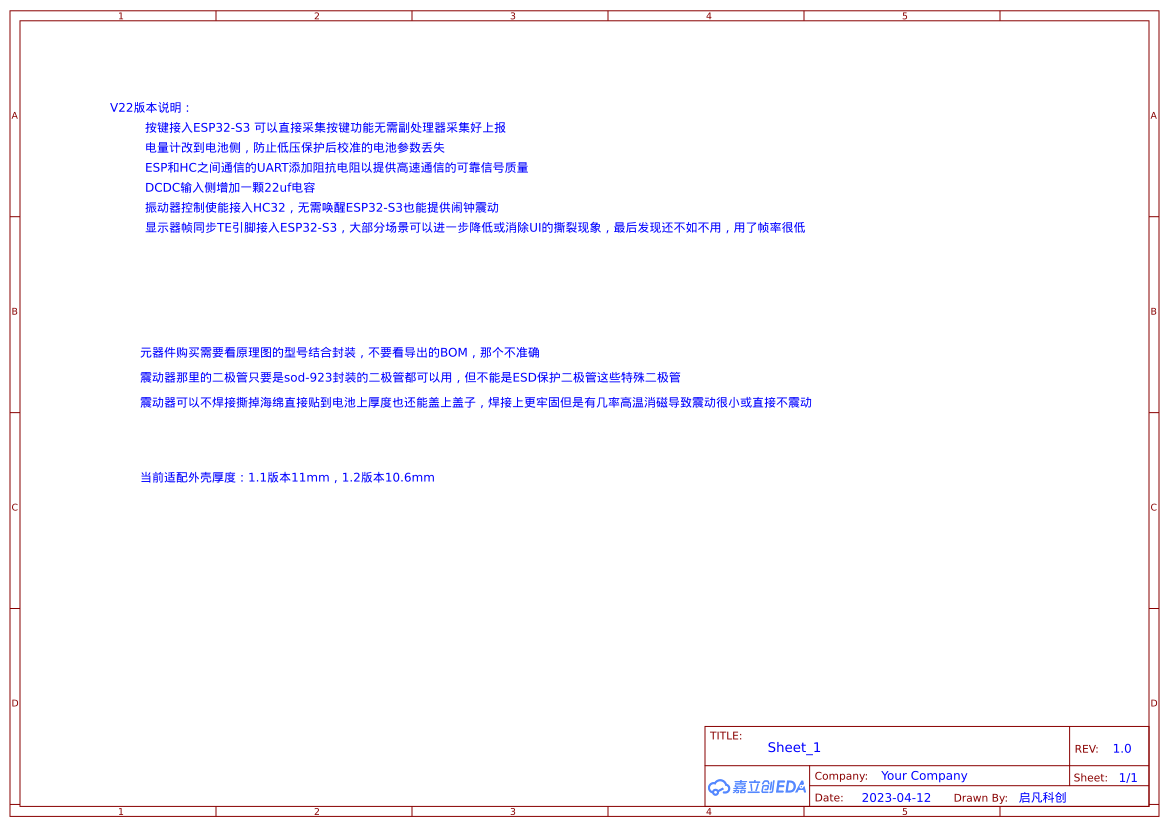 1 2 3 4 5
A A
V22版本说明：
按键接入ESP32-S3 可以直接采集按键功能无需副处理器采集好上报
电量计改到电池侧，防止低压保护后校准的电池参数丢失
ESP和HC之间通信的UART添加阻抗电阻以提供高速通信的可靠信号质量
DCDC输入侧增加一颗22uf电容
振动器控制使能接入HC32，无需唤醒ESP32-S3也能提供闹钟震动
显示器帧同步TE引脚接入ESP32-S3，大部分场景可以进一步降低或消除UI的撕裂现象，最后发现还不如不用，用了帧率很低
B B
元器件购买需要看原理图的型号结合封装，不要看导出的BOM，那个不准确
震动器那里的二极管只要是sod-923封装的二极管都可以用，但不能是ESD保护二极管这些特殊二极管
震动器可以不焊接撕掉海绵直接贴到电池上厚度也还能盖上盖子，焊接上更牢固但是有几率高温消磁导致震动很小或直接不震动
当前适配外壳厚度：1.1版本11mm，1.2版本10.6mm
C C
D D
TITLE:
Sheet_1
REV: 1.0
嘉立创EDA
Company: Your Company
Sheet: 1/1
Date: 2023-04-12 Drawn By: 启凡科创
1 2 3 4 5